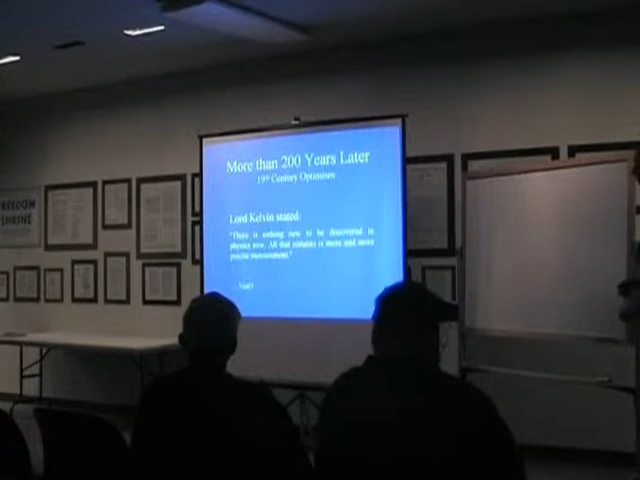 More than 200 Years Later
19th Century Optimism
Lord Kelvin stated:
"There is nothing new to be discovered in
physics now. All that remains is more and more
precise measurement."
FREEDOM
SHRINE